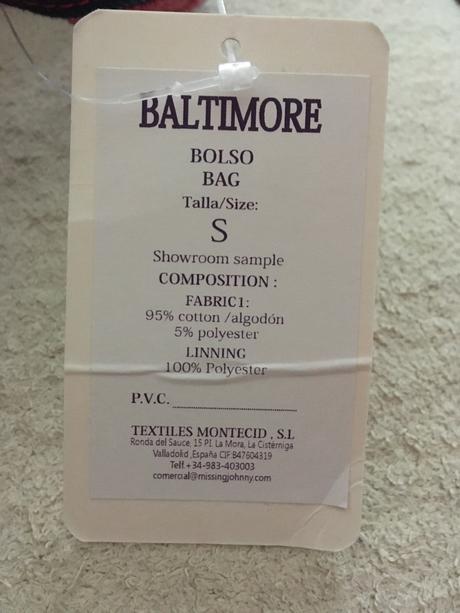 BALTIMORE
BOLSO
BAG
Talla/Size:
S
Showroom sample
COMPOSITION :
FABRIC1:
95% cotton /algodón
5% polyester
LINNING
100% Polyester
P.V.C.
TEXTILES MONTECID , S.L
Ronda del Sauce, 15 P.I. La Mora, La Cistérniga
Valladolid ,España CIF:B47604319
Telf.+34-983-403003
comercial@missingjohnny.com